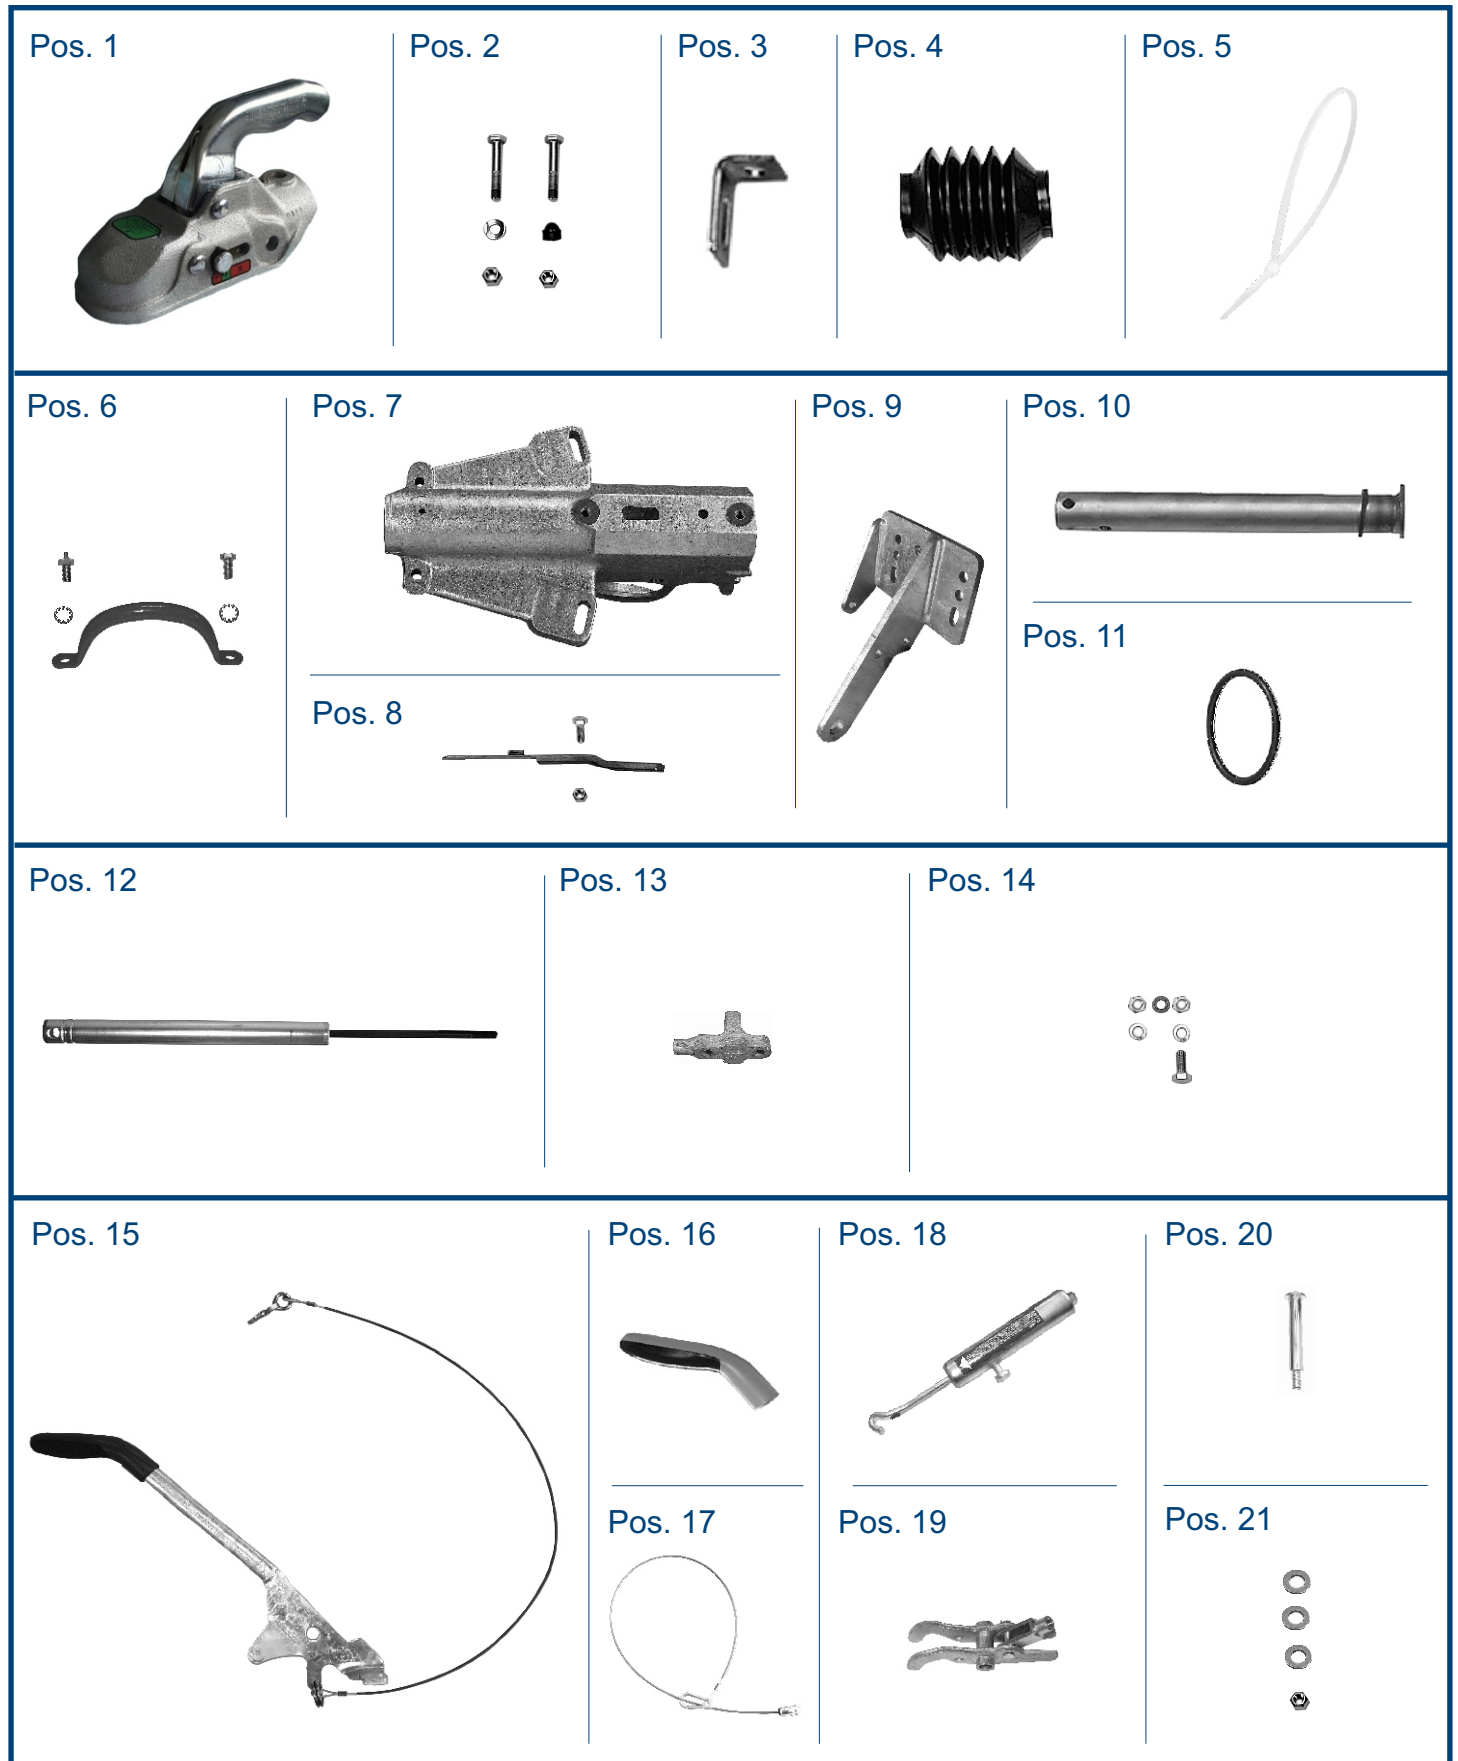 Pos. 1
Pos. 2
Pos. 3
Pos. 4
Pos. 5
Pos. 6
Pos. 7
Pos. 8
Pos. 9
Pos. 10
Pos. 11
Pos. 12
Pos. 13
Pos. 14
Pos. 15
Pos. 16
Pos. 17
Pos. 18
Pos. 19
Pos. 20
Pos. 21